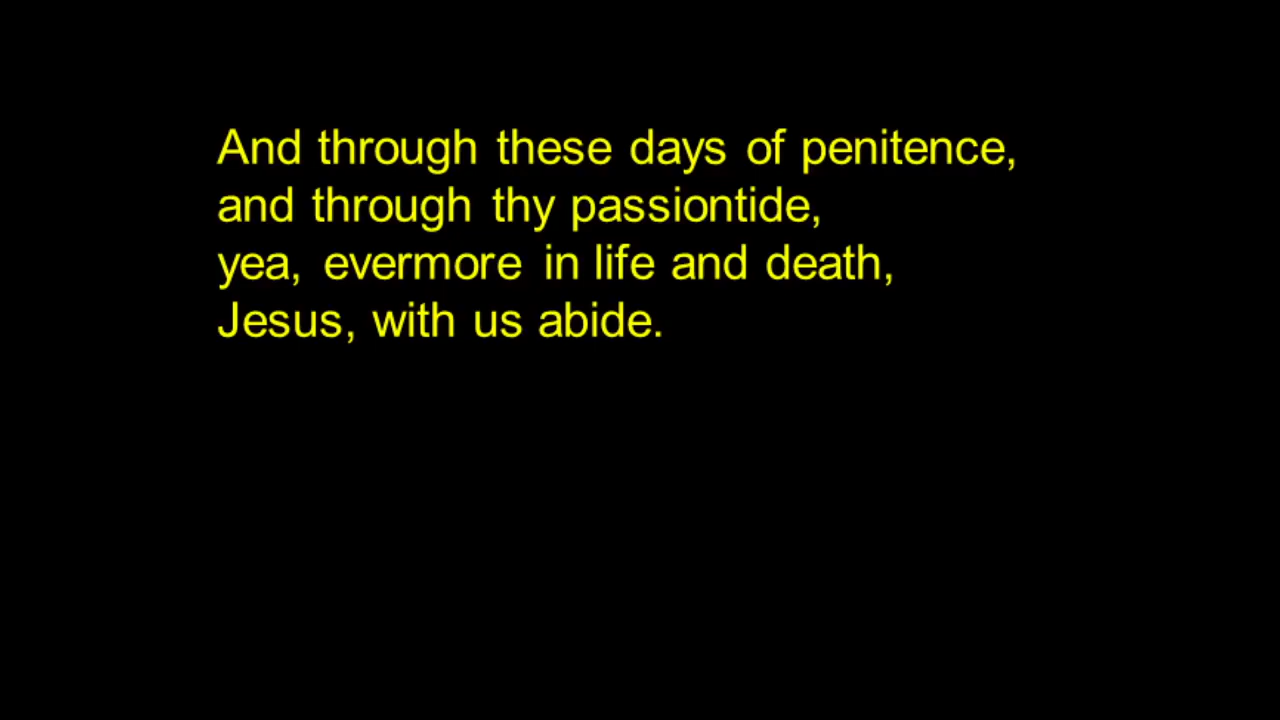 And through these days of penitence,
and through thy passiontide,
yea, evermore in life and death,
Jesus, with us abide.